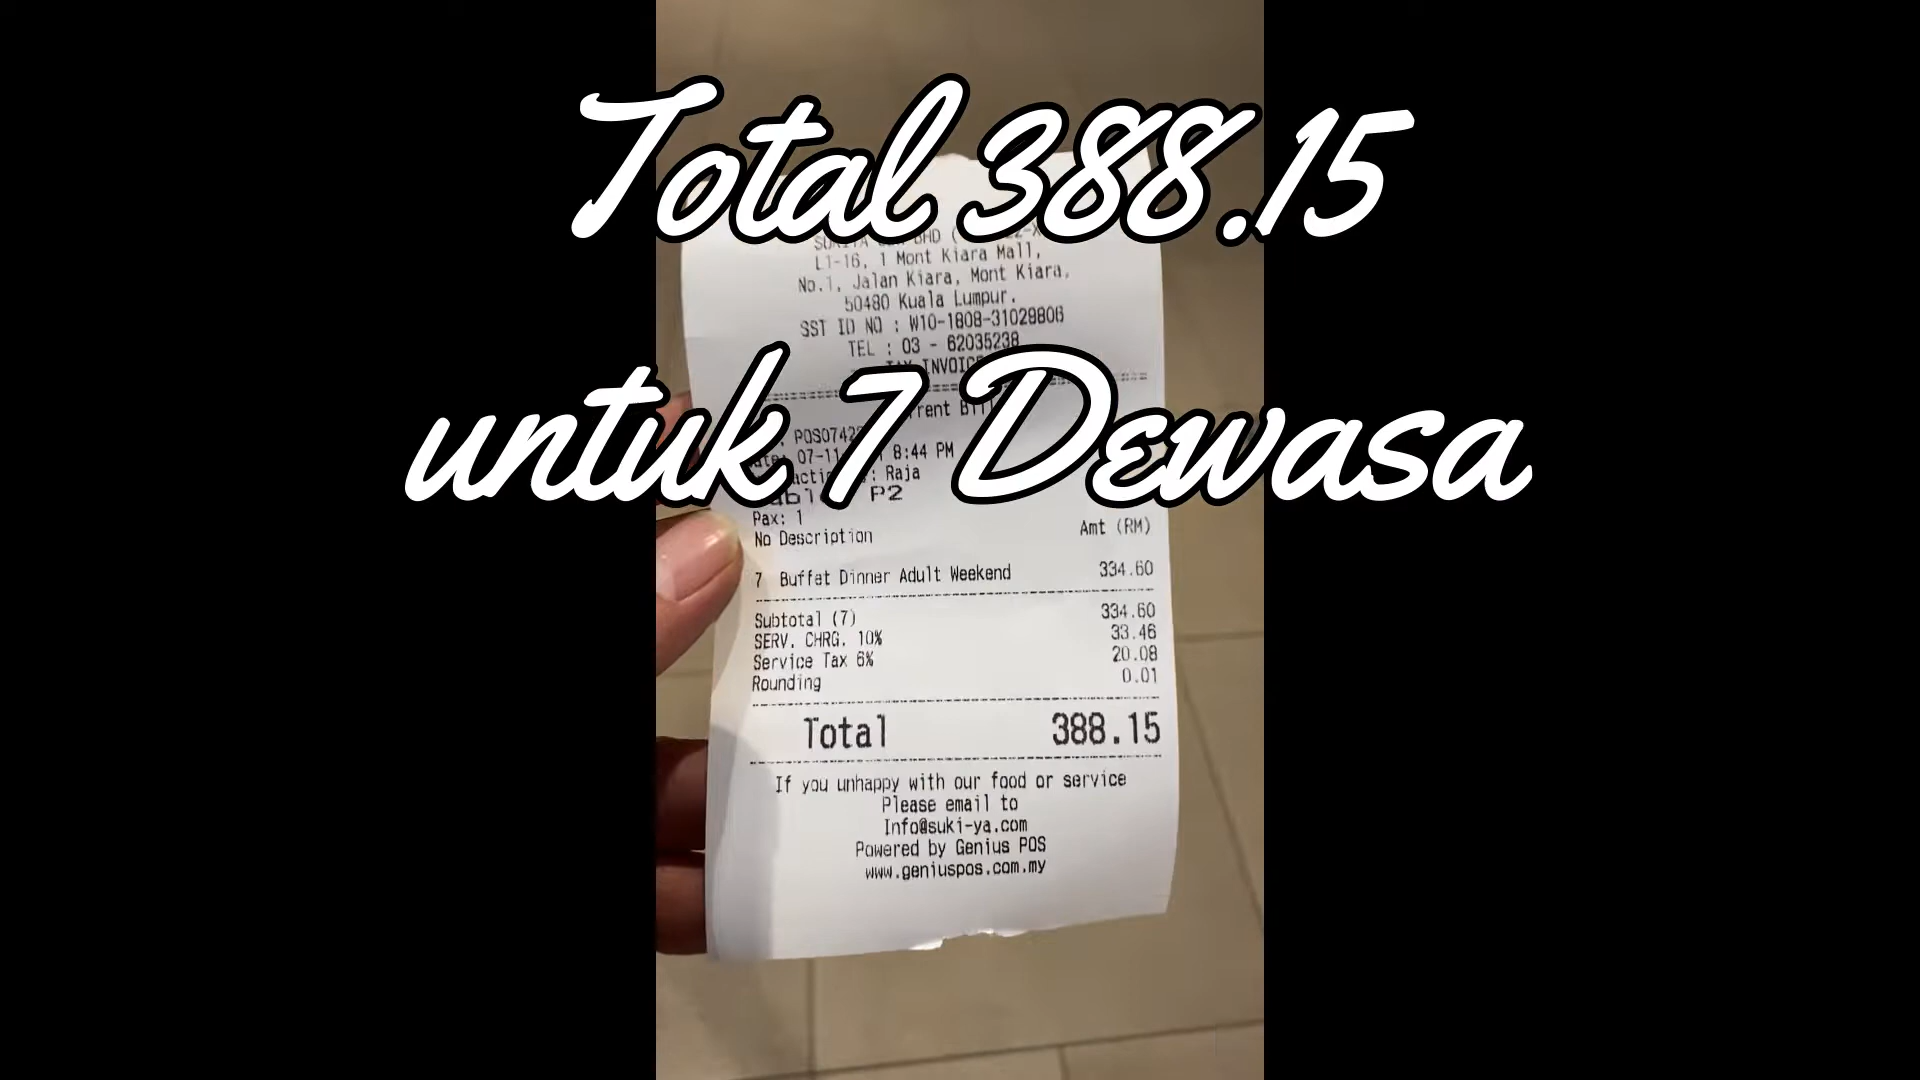 Total 388.15
untuk 7 Dewasa
BHD
L1-16, 1 Mont Kiara Mall,
No.1, Jalan Kiara, Mont Kiara,
50480 Kuala Lumpur.
SST ID NO : W10-1808-31029806
TEL : 03 - 62035238
INVOICE
8:44 PM
: Raja
P2
Pax: 1
No Description Amt (RM)
7 Buffet Dinner Adult Weekend 334.60
Subtotal (7) 334.60
SERV. CHRG. 10% 33.46
Service Tax 6% 20.08
Rounding 0.01
Total 388.15
If you unhappy with our food or service
Please email to
Info@suki-ya.com
Powered by Genius POS
www.geniuspos.com.my